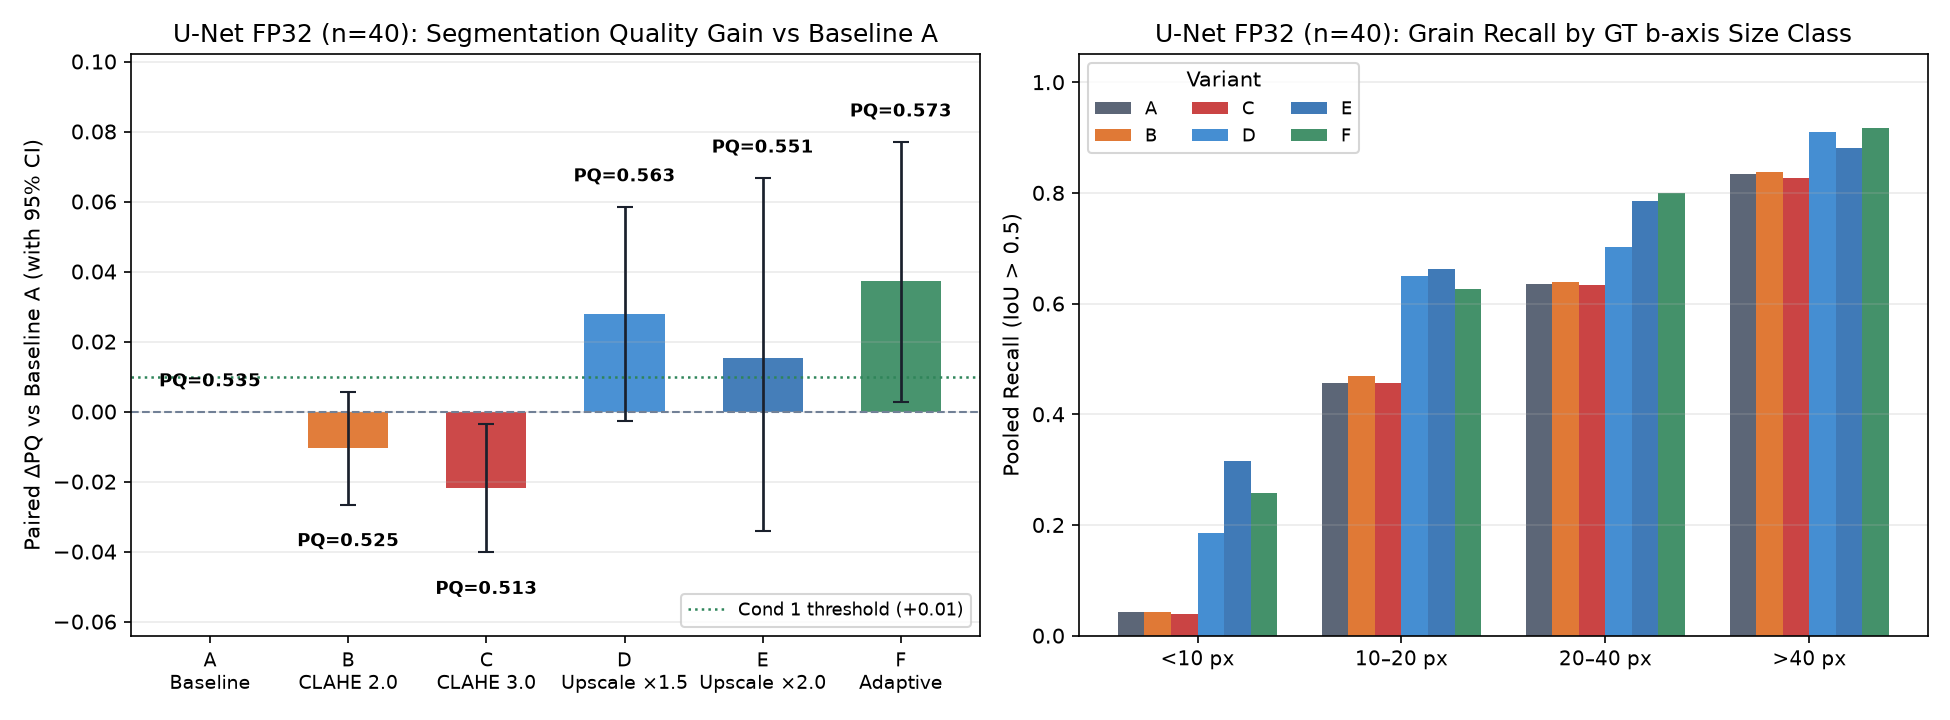 U-Net FP32 (n=40): Segmentation Quality Gain vs Baseline A
Paired ΔPQ vs Baseline A (with 95% CI)
0.10
0.08
0.06
0.04
0.02
0.00
−0.02
−0.04
−0.06
PQ=0.535
PQ=0.525
PQ=0.513
PQ=0.563
PQ=0.551
PQ=0.573
Cond 1 threshold (+0.01)
A
Baseline
B
CLAHE 2.0
C
CLAHE 3.0
D
Upscale ×1.5
E
Upscale ×2.0
F
Adaptive
U-Net FP32 (n=40): Grain Recall by GT b-axis Size Class
Pooled Recall (IoU > 0.5)
1.0
0.8
0.6
0.4
0.2
0.0
Variant
A
B
C
D
E
F
<10 px
10–20 px
20–40 px
>40 px